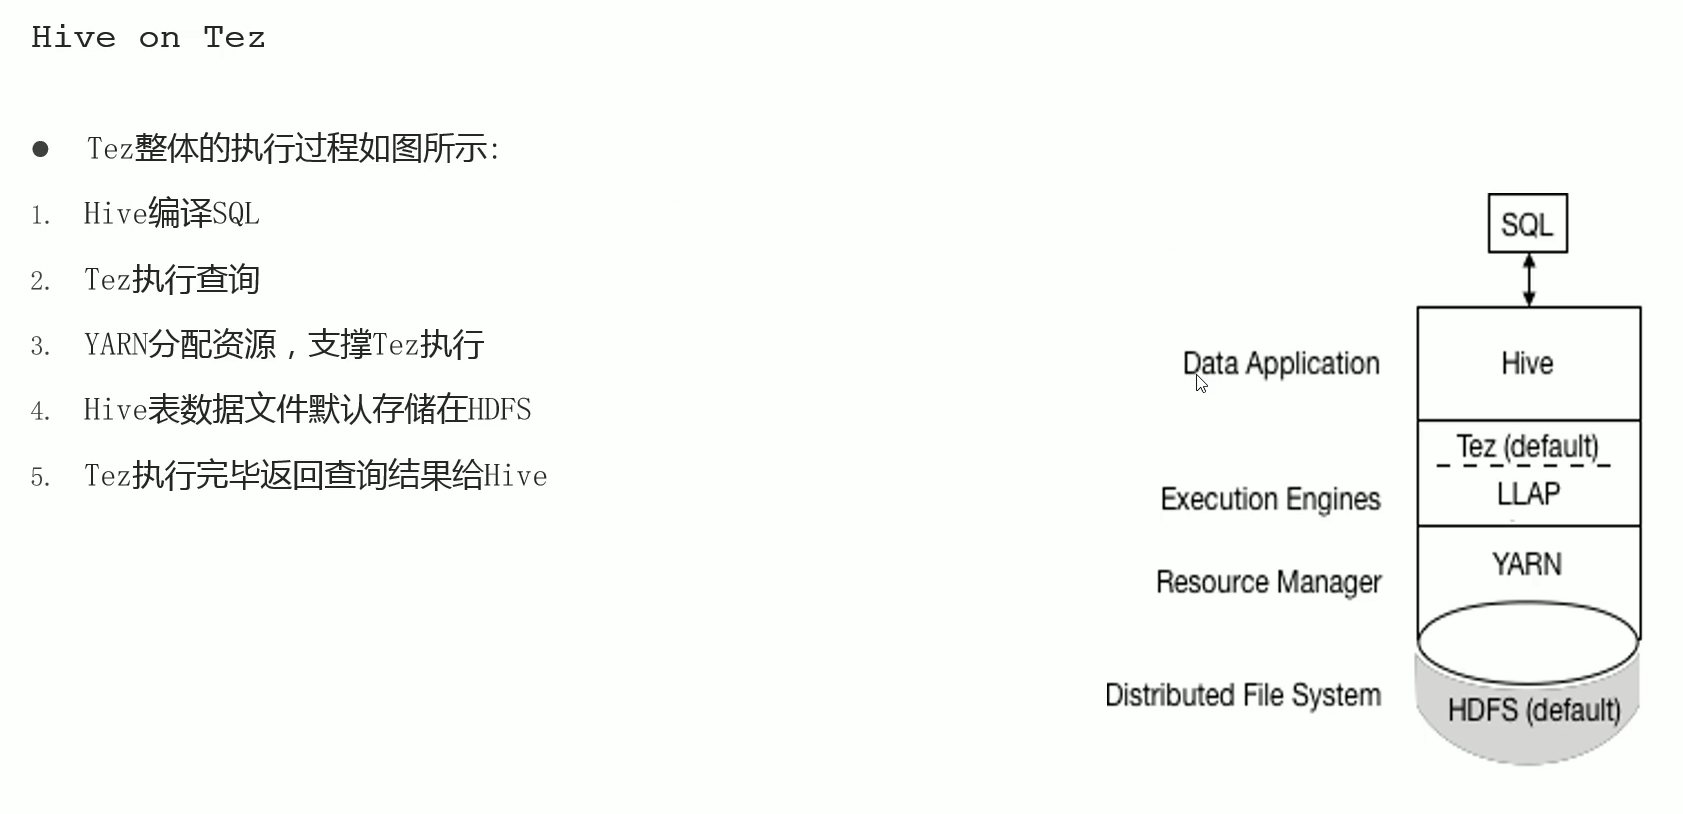 Hive on Tez
● Tez整体的执行过程如图所示：
1. Hive编译SQL
2. Tez执行查询
3. YARN分配资源，支撑Tez执行
4. Hive表数据文件默认存储在HDFS
5. Tez执行完毕返回查询结果给Hive
SQL
Data Application
Hive
Tez (default)
Execution Engines
LLAP
Resource Manager
YARN
Distributed File System
HDFS (default)